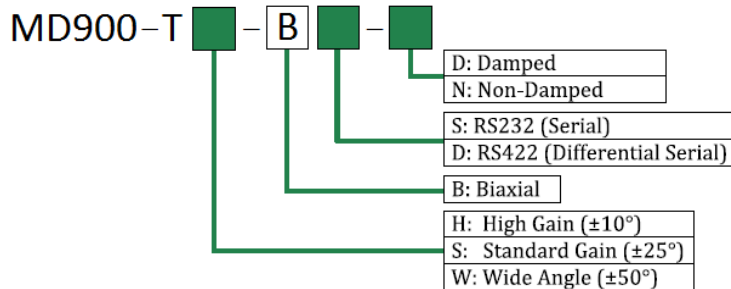 MD900-T - B -
D: Damped
N: Non-Damped
S: RS232 (Serial)
D: RS422 (Differential Serial)
B: Biaxial
H: High Gain (±10°)
S: Standard Gain (±25°)
W: Wide Angle (±50°)